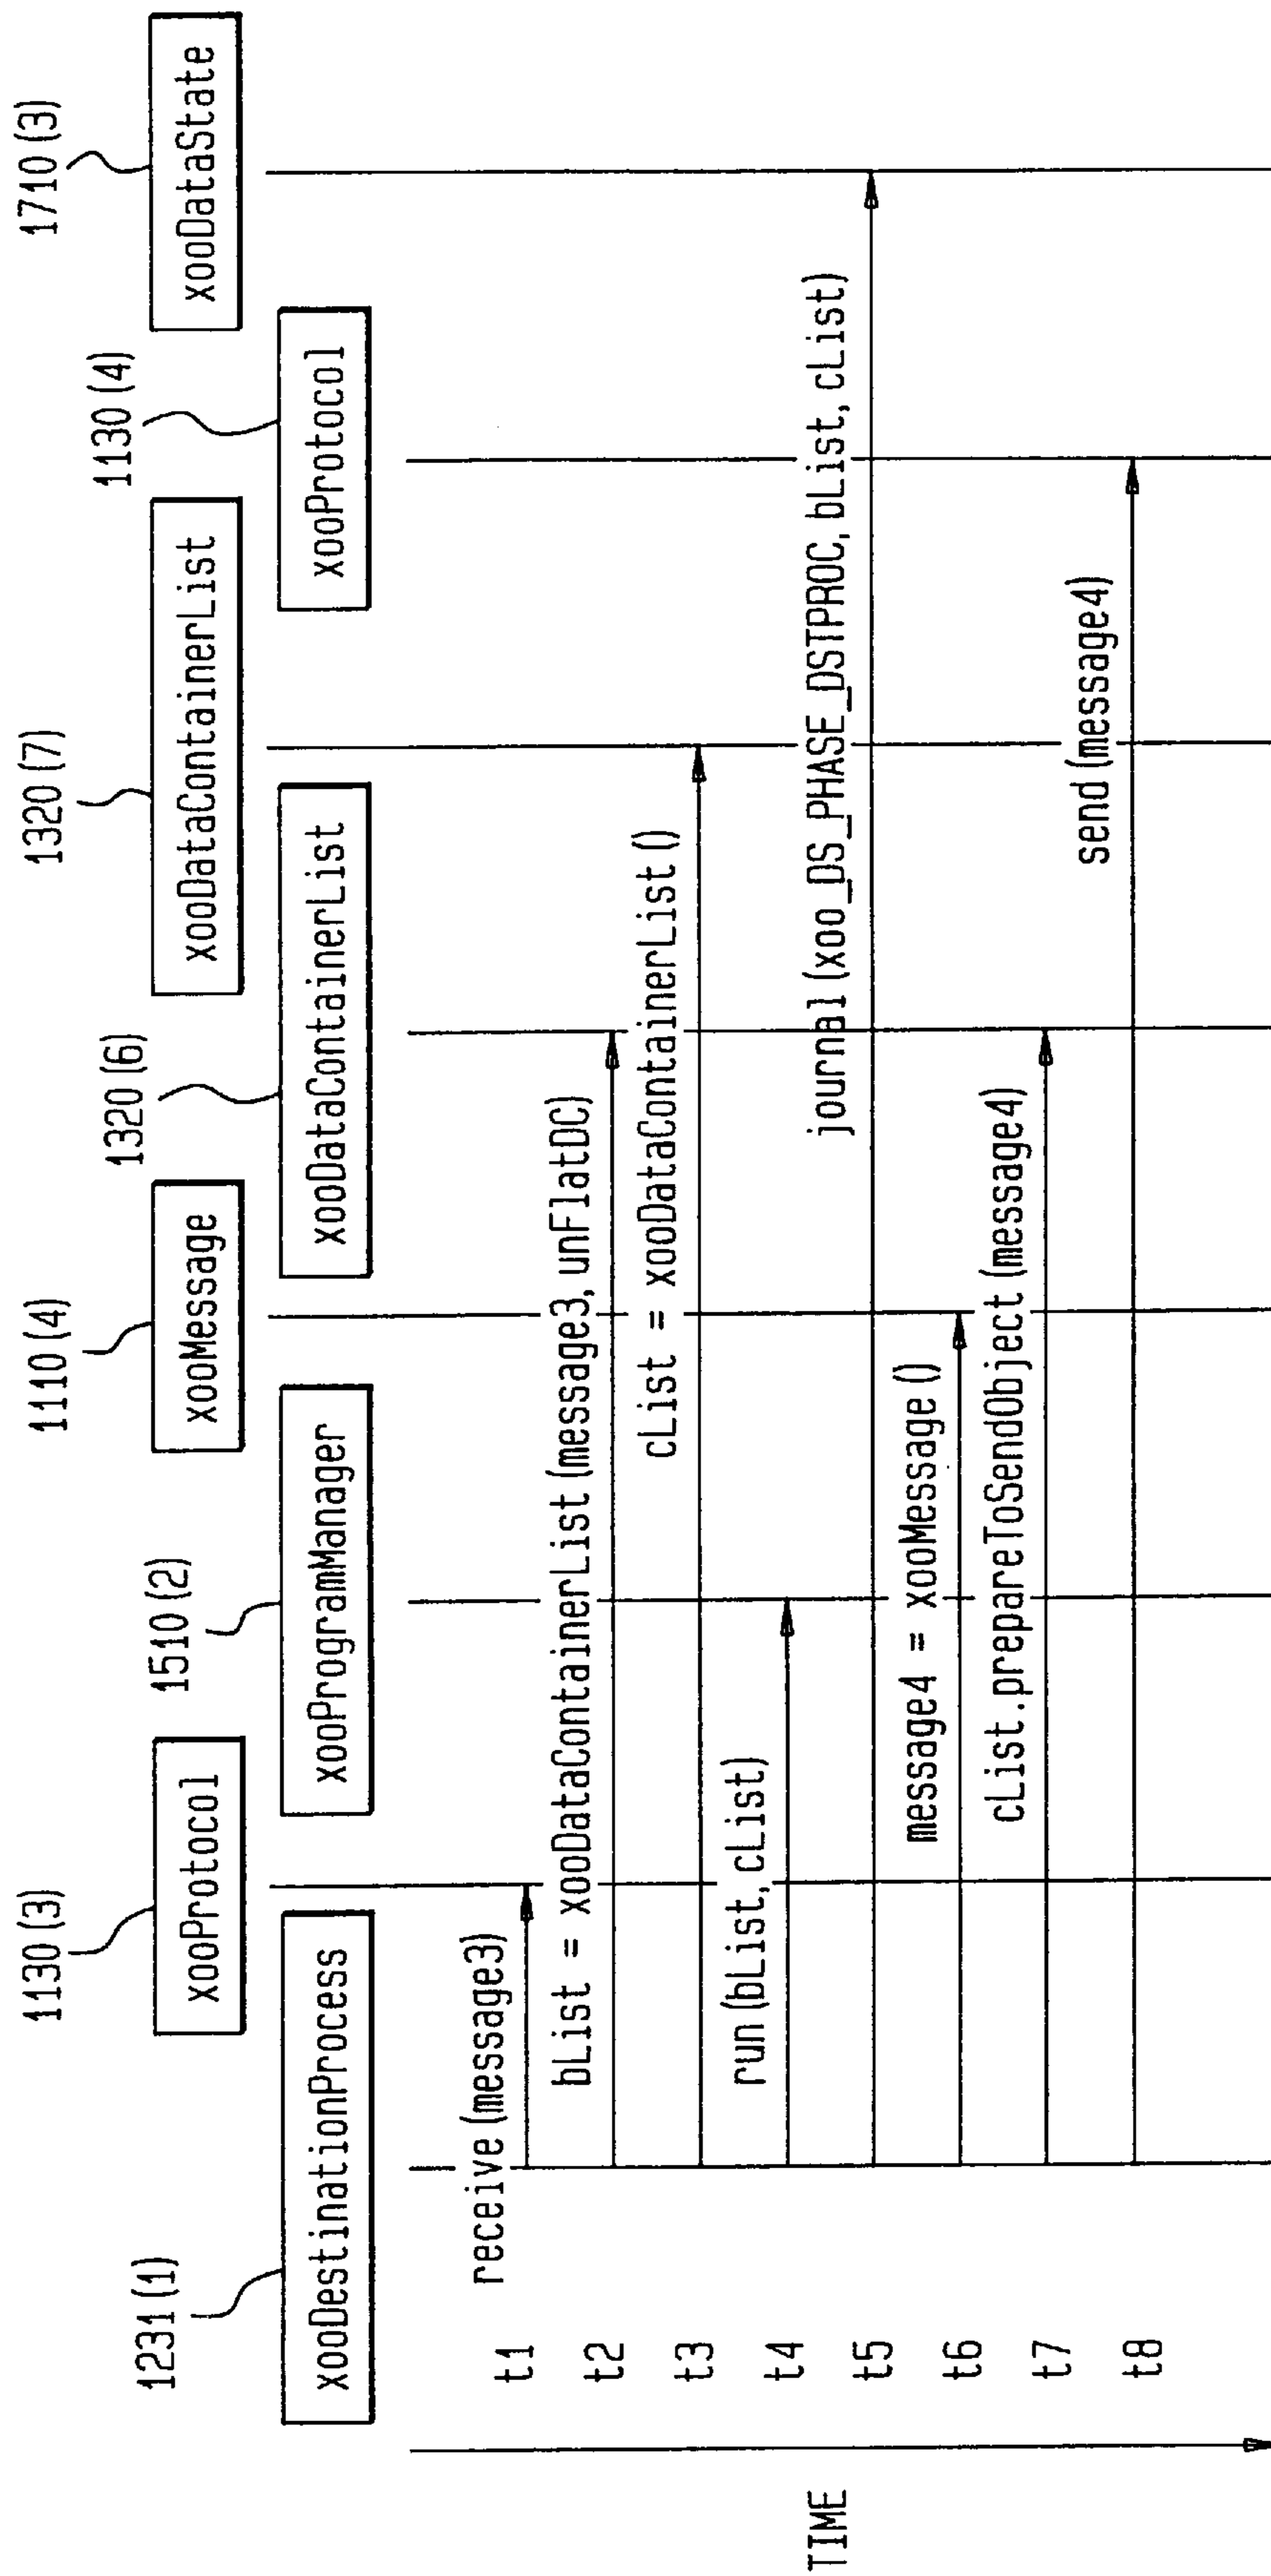 1130 (3)
1110 (4)
1320 (7)
1710 (3)
xooProtocol
xooMessage
xooDataContainerList
xooDataState
1231 (1)
1510 (2)
1320 (6)
1130 (4)
xooDestinationProcess
xooProgramManager
xooDataContainerList
xooProtocol
receive (message3)
t1
bList = xooDataContainerList (message3, unFlatDC)
t2
cList = xooDataContainerList ()
t3
run (bList, cList)
t4
journal (xoo_DS_PHASE_DSTPROC, bList, cList)
t5
message4 = xooMessage ()
t6
cList.prepareToSendObject (message4)
t7
send (message4)
t8
TIME